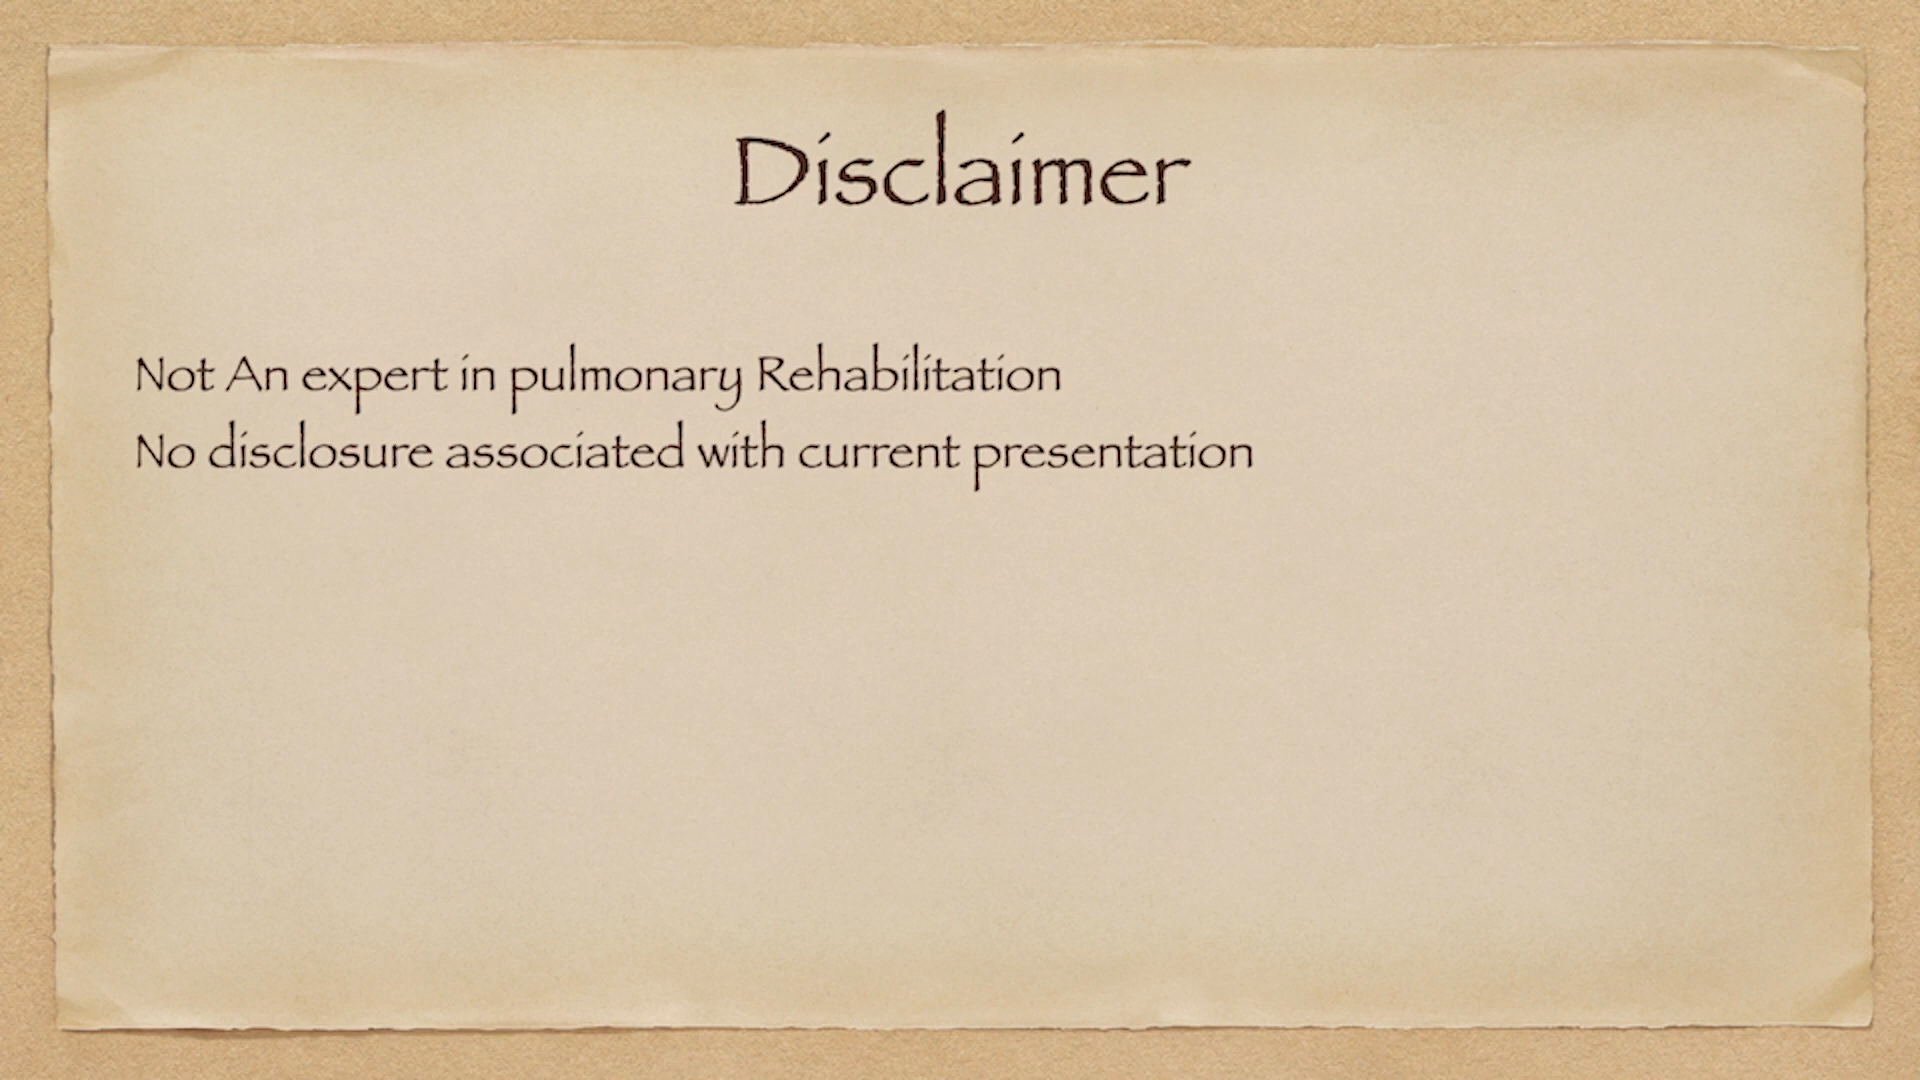 Disclaimer
Not An expert in pulmonary Rehabilitation
No disclosure associated with current presentation